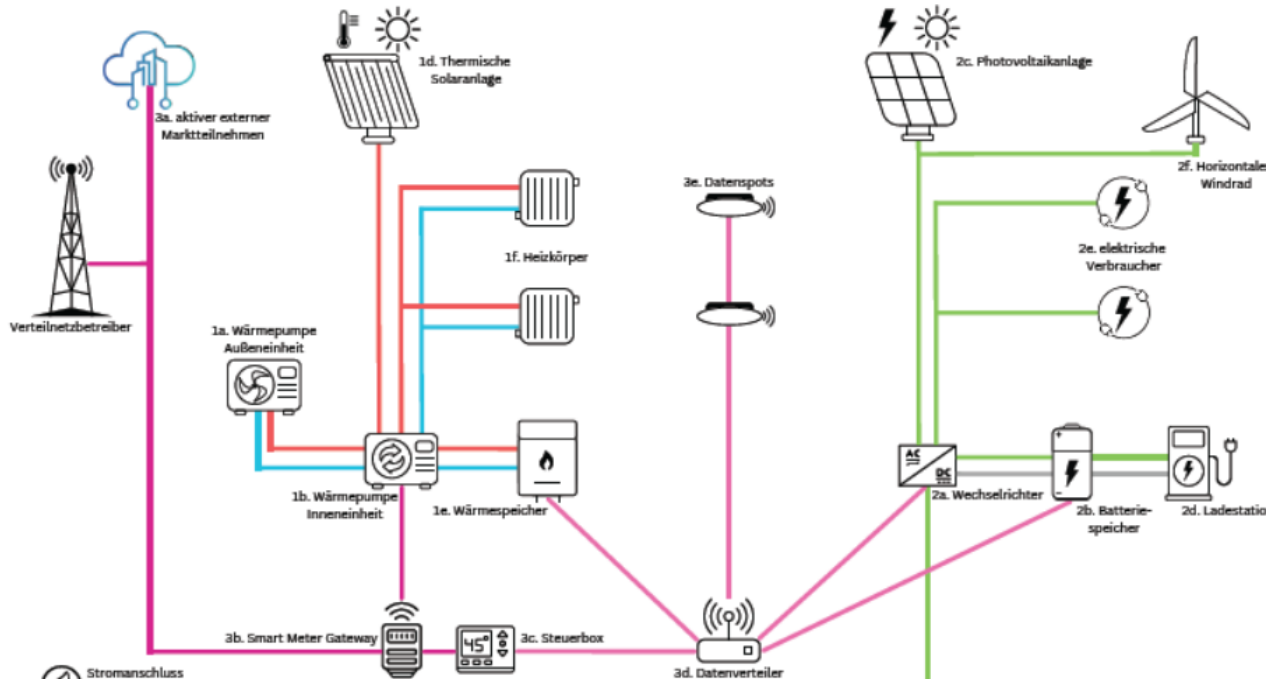 1d. Thermische
Solaranlage
2c. Photovoltaikanlage
3a. aktiver externer
Marktteilnehmen
2f. Horizontale
Windrad
3e. Datenspots
2e. elektrische
Verbraucher
1f. Heizkörper
Verteilnetzbetreiber
1a. Wärmepumpe
Außeneinheit
AC
DC
2a. Wechselrichter
1b. Wärmepumpe
Inneneinheit
1e. Wärmespeicher
2b. Batterie-
speicher
2d. Ladestatio
3b. Smart Meter Gateway
45°
3c. Steuerbox
3d. Datenverteiler
Stromanschluss